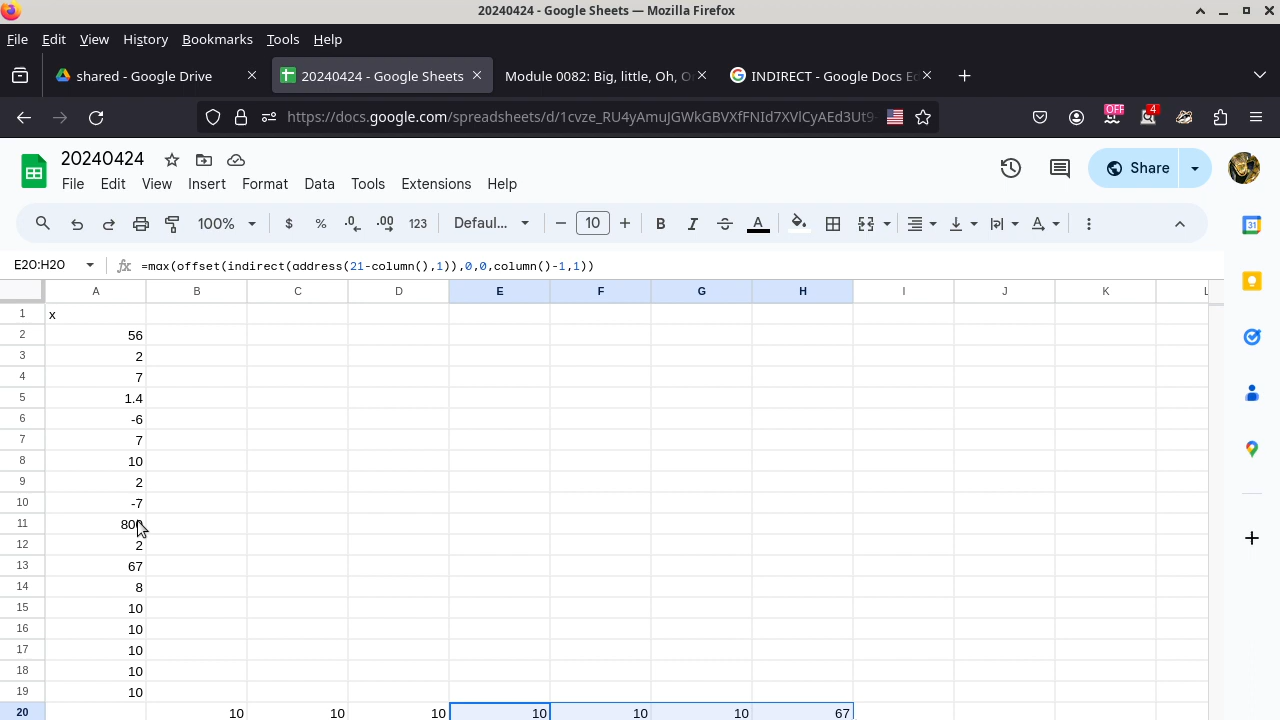 20240424 - Google Sheets — Mozilla Firefox
File Edit View History Bookmarks Tools Help
shared - Google Drive
20240424 - Google Sheets
Module 0082: Big, little, Oh, O
INDIRECT - Google Docs Ed
https://docs.google.com/spreadsheets/d/1cvze_RU4yAmuJGWkGBVXfFNId7XVlCyAEd3Ut9-
OFF
4
20240424
Share
File Edit View Insert Format Data Tools Extensions Help
100% $ % .0 .00 123 Defaul... 10 B I S A
E20:H20 fx =max(offset(indirect(address(21-column(),1)),0,0,column()-1,1))
A B C D E F G H I J K L
1 x
2 56
3 2
4 7
5 1.4
6 -6
7 7
8 10
9 2
10 -7
11 800
12 2
13 67
14 8
15 10
16 10
17 10
18 10
19 10
20 10 10 10 10 10 10 67
31